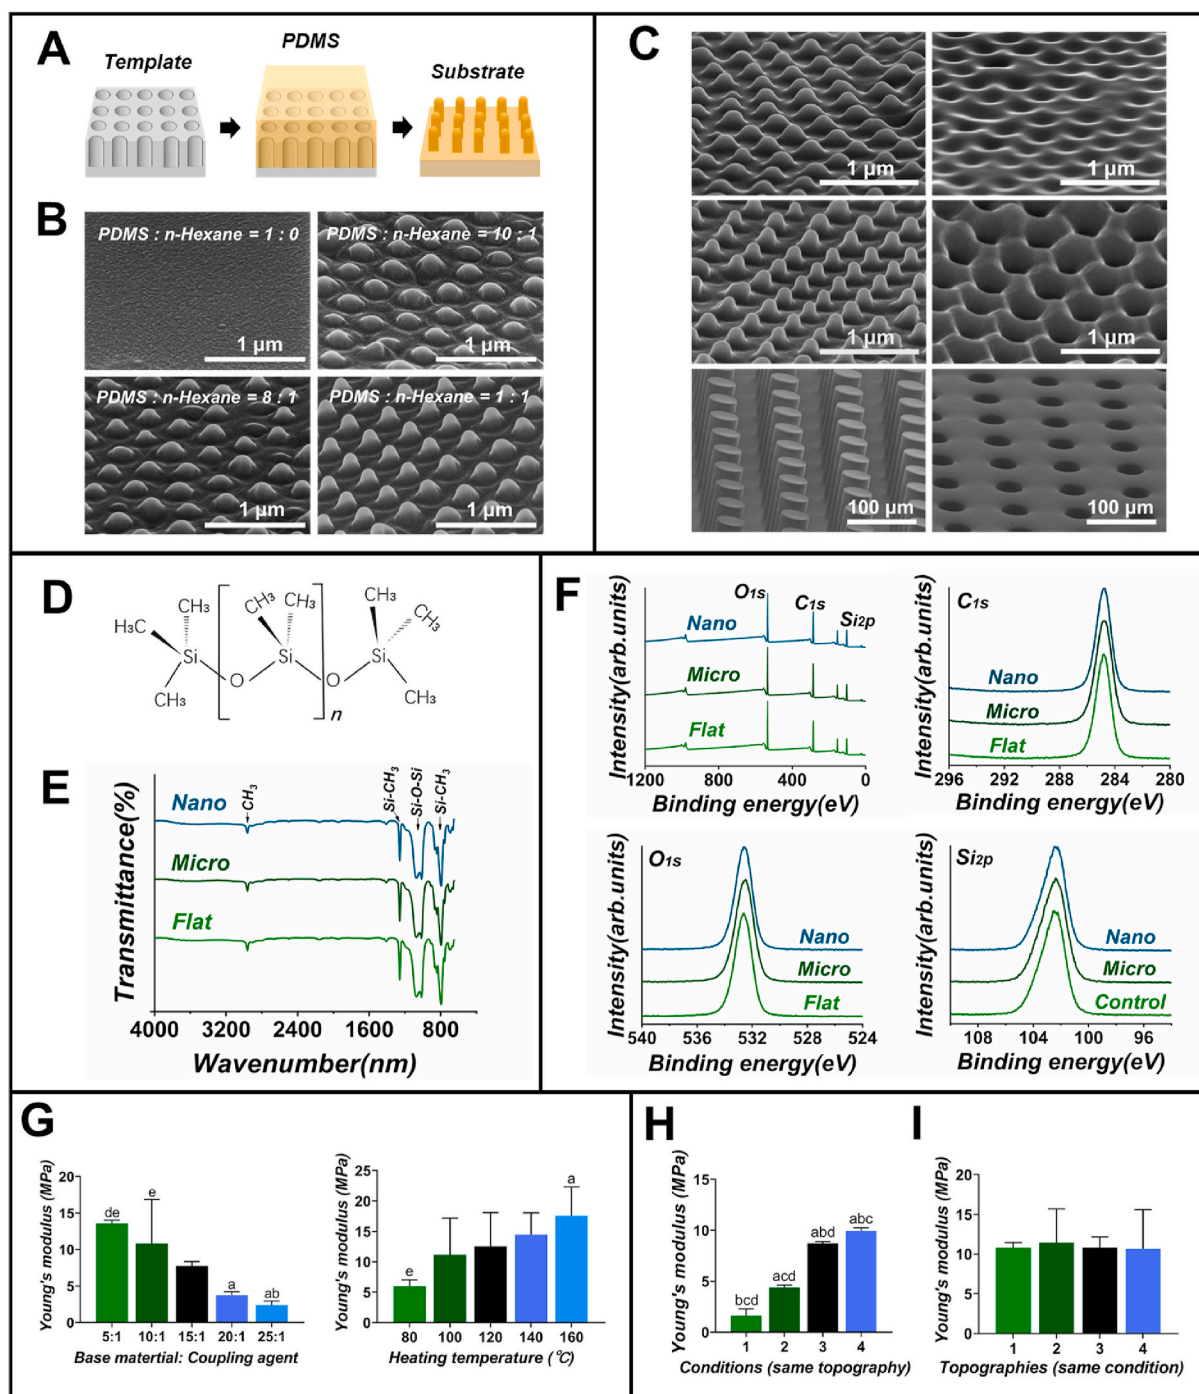 A
Template
PDMS
Substrate
B
PDMS : n-Hexane = 1 : 0
1 μm
PDMS : n-Hexane = 10 : 1
1 μm
PDMS : n-Hexane = 8 : 1
1 μm
PDMS : n-Hexane = 1 : 1
1 μm
C
1 μm
1 μm
1 μm
1 μm
100 μm
100 μm
D
CH3
CH3
CH3
CH3
CH3
H3C
CH3
Si
Si
Si
O
O
CH3
CH3
n
E
Transmittance(%)
Nano
Micro
Flat
CH3
Si-CH3
Si-O-Si
Si-CH3
4000 3200 2400 1600 800
Wavenumber(nm)
F
Intensity(arb.units)
O1s
C1s
Si2p
Nano
Micro
Flat
1200 800 400 0
Binding energy(eV)
Intensity(arb.units)
C1s
Nano
Micro
Flat
296 292 288 284 280
Binding energy(eV)
Intensity(arb.units)
O1s
Nano
Micro
Flat
540 536 532 528 524
Binding energy(eV)
Intensity(arb.units)
Si2p
Nano
Micro
Control
108 104 100 96
Binding energy(eV)
G
Young's modulus (MPa)
20
15
10
5
0
de
e
a
ab
5:1 10:1 15:1 20:1 25:1
Base matertial: Coupling agent
Young's modulus (MPa)
25
20
15
10
5
0
e
a
80 100 120 140 160
Heating temperature (℃)
H
Young's modulus (MPa)
15
10
5
0
bcd
acd
abd
abc
1 2 3 4
Conditions (same topography)
I
Young's modulus (MPa)
20
15
10
5
0
1 2 3 4
Topographies (same condition)